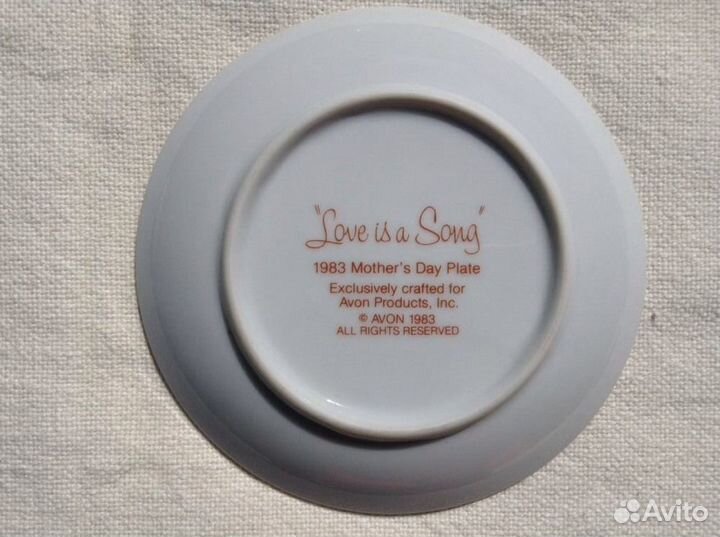 "Love is a Song"
1983 Mother's Day Plate
Exclusively crafted for
Avon Products, Inc.
© AVON 1983
ALL RIGHTS RESERVED
Avito